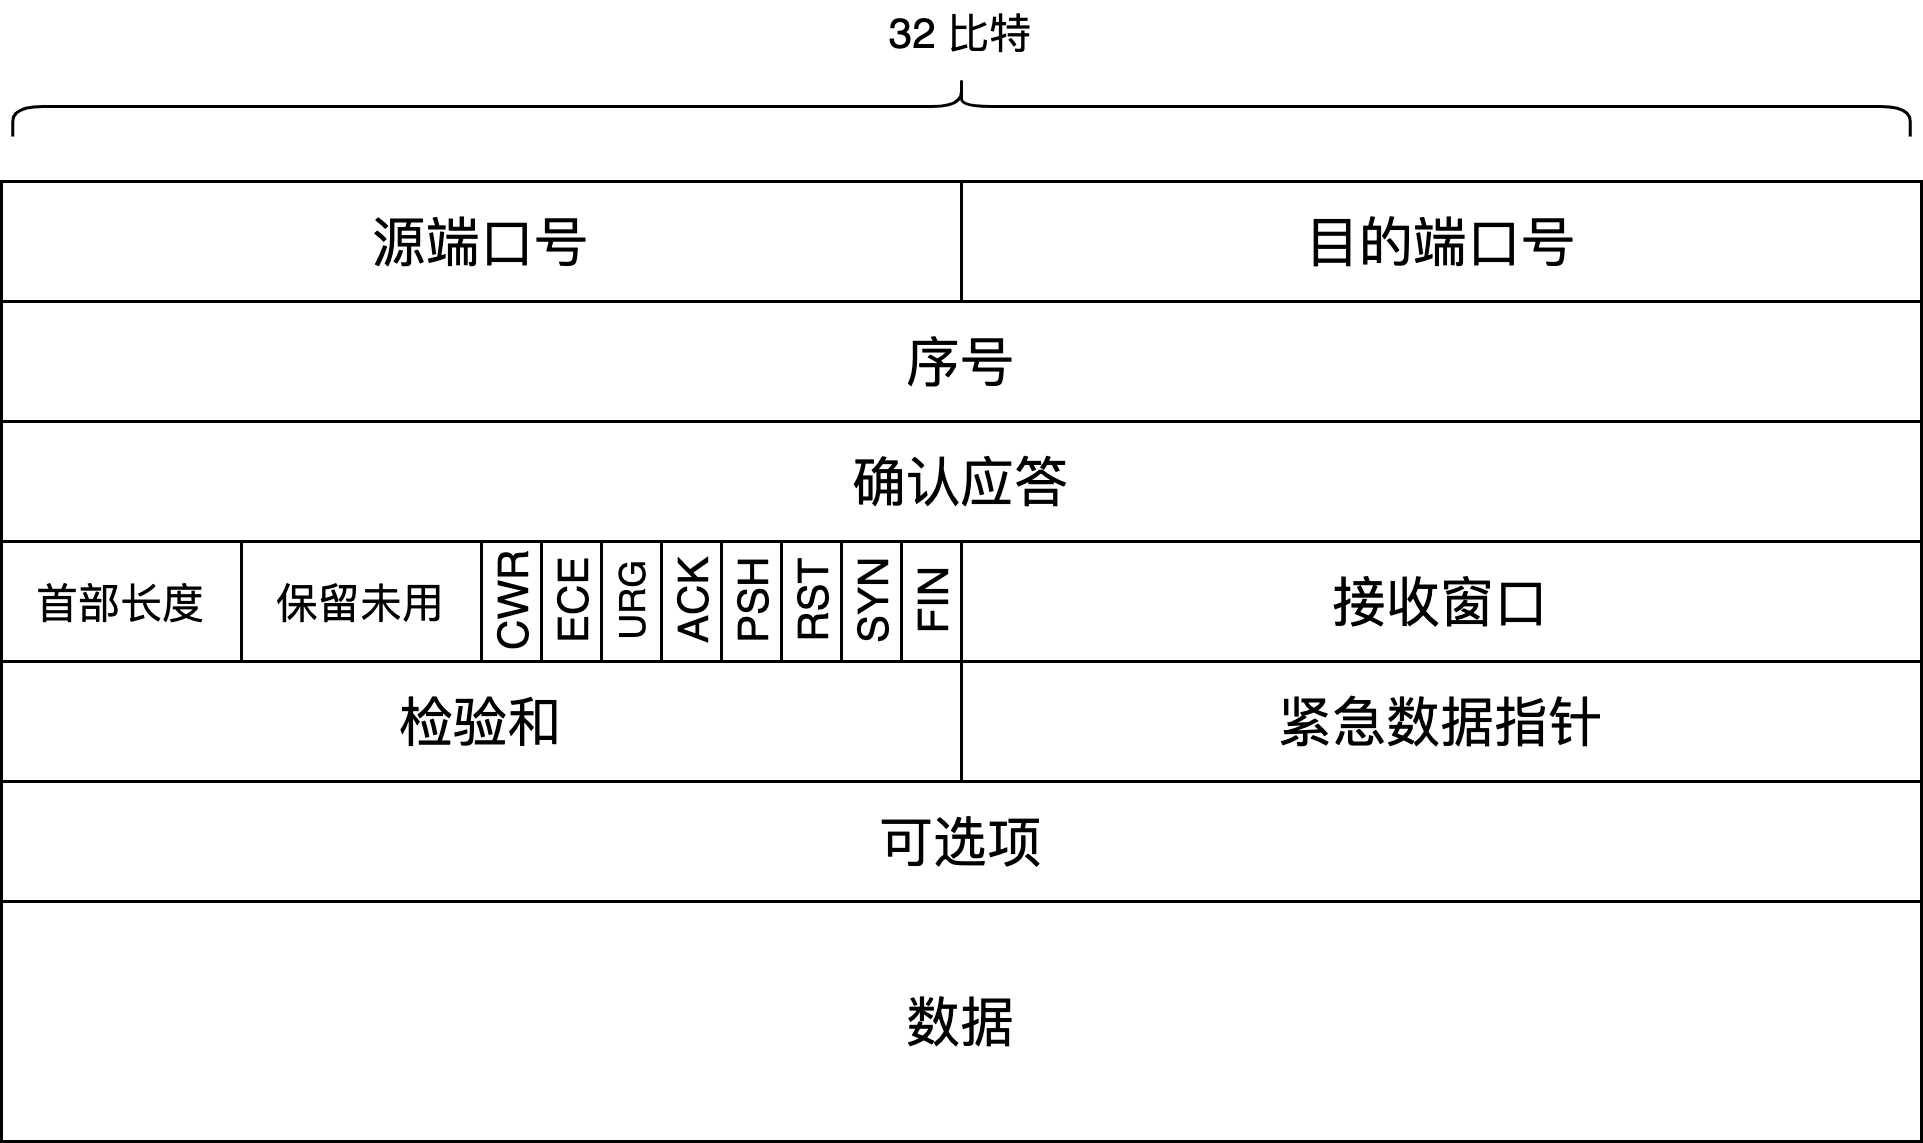 32 比特
源端口号 目的端口号
序号
确认应答
首部长度 保留未用 CWR ECE URG ACK PSH RST SYN FIN 接收窗口
检验和 紧急数据指针
可选项
数据